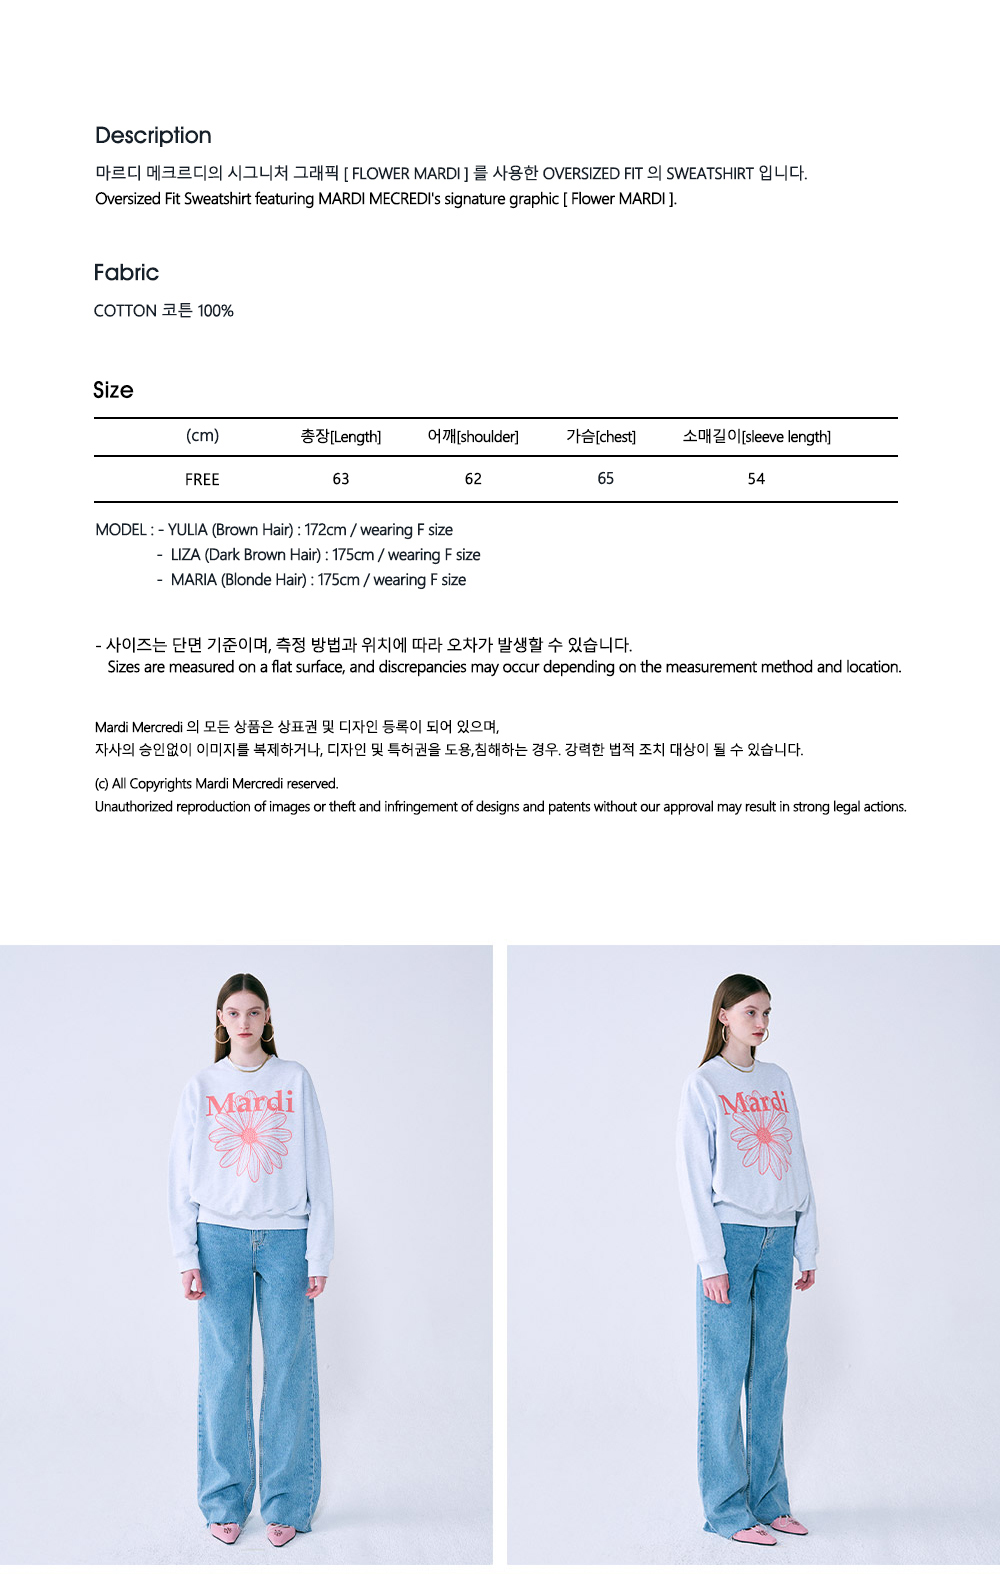 Description
마르디 메크르디의 시그니처 그래픽 [ FLOWER MARDI ] 를 사용한 OVERSIZED FIT 의 SWEATSHIRT 입니다.
Oversized Fit Sweatshirt featuring MARDI MECREDI's signature graphic [ Flower MARDI ].
Fabric
COTTON 코튼 100%
Size
(cm) 총장[Length] 어깨[shoulder] 가슴[chest] 소매길이[sleeve length]
FREE 63 62 65 54
MODEL : - YULIA (Brown Hair) : 172cm / wearing F size
- LIZA (Dark Brown Hair) : 175cm / wearing F size
- MARIA (Blonde Hair) : 175cm / wearing F size
- 사이즈는 단면 기준이며, 측정 방법과 위치에 따라 오차가 발생할 수 있습니다.
Sizes are measured on a flat surface, and discrepancies may occur depending on the measurement method and location.
Mardi Mercredi 의 모든 상품은 상표권 및 디자인 등록이 되어 있으며,
자사의 승인없이 이미지를 복제하거나, 디자인 및 특허권을 도용,침해하는 경우. 강력한 법적 조치 대상이 될 수 있습니다.
(c) All Copyrights Mardi Mercredi reserved.
Unauthorized reproduction of images or theft and infringement of designs and patents without our approval may result in strong legal actions.
Mardi
Mardi